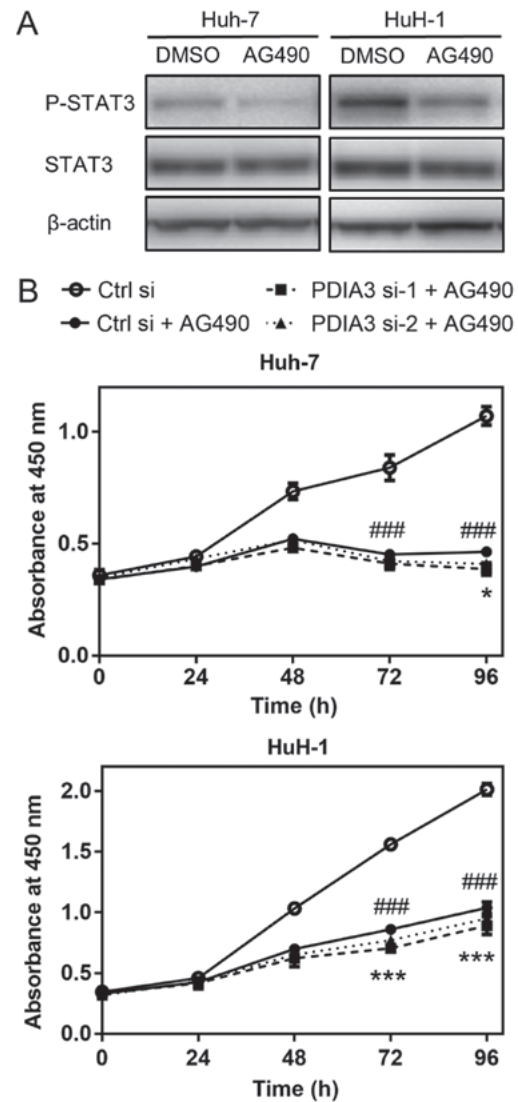 A
Huh-7 HuH-1
DMSO AG490 DMSO AG490
P-STAT3
STAT3
β-actin
B
Ctrl si PDIA3 si-1 + AG490
Ctrl si + AG490 PDIA3 si-2 + AG490
Huh-7
Absorbance at 450 nm
1.0
0.5
0.0
### ###
*
0 24 48 72 96
Time (h)
HuH-1
Absorbance at 450 nm
2.0
1.5
1.0
0.5
0.0
### ###
*** ***
0 24 48 72 96
Time (h)